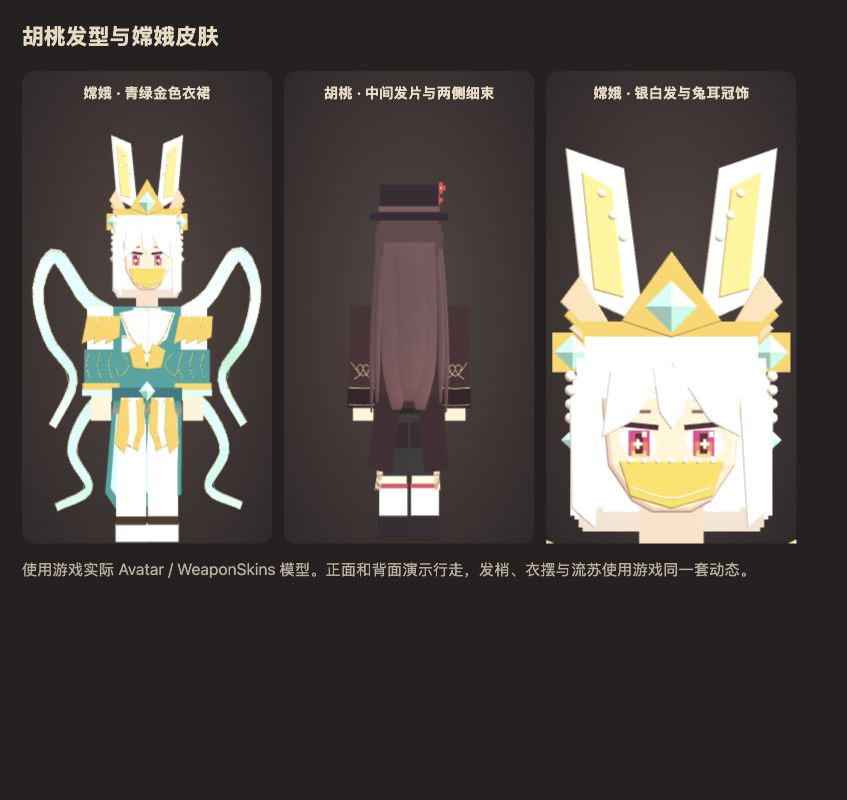 胡桃发型与嫦娥皮肤
嫦娥 · 青绿金色衣裙
胡桃 · 中间发片与两侧细束
嫦娥 · 银白发与兔耳冠饰
使用游戏实际 Avatar / WeaponSkins 模型。正面和背面演示行走，发梢、衣摆与流苏使用游戏同一套动态。